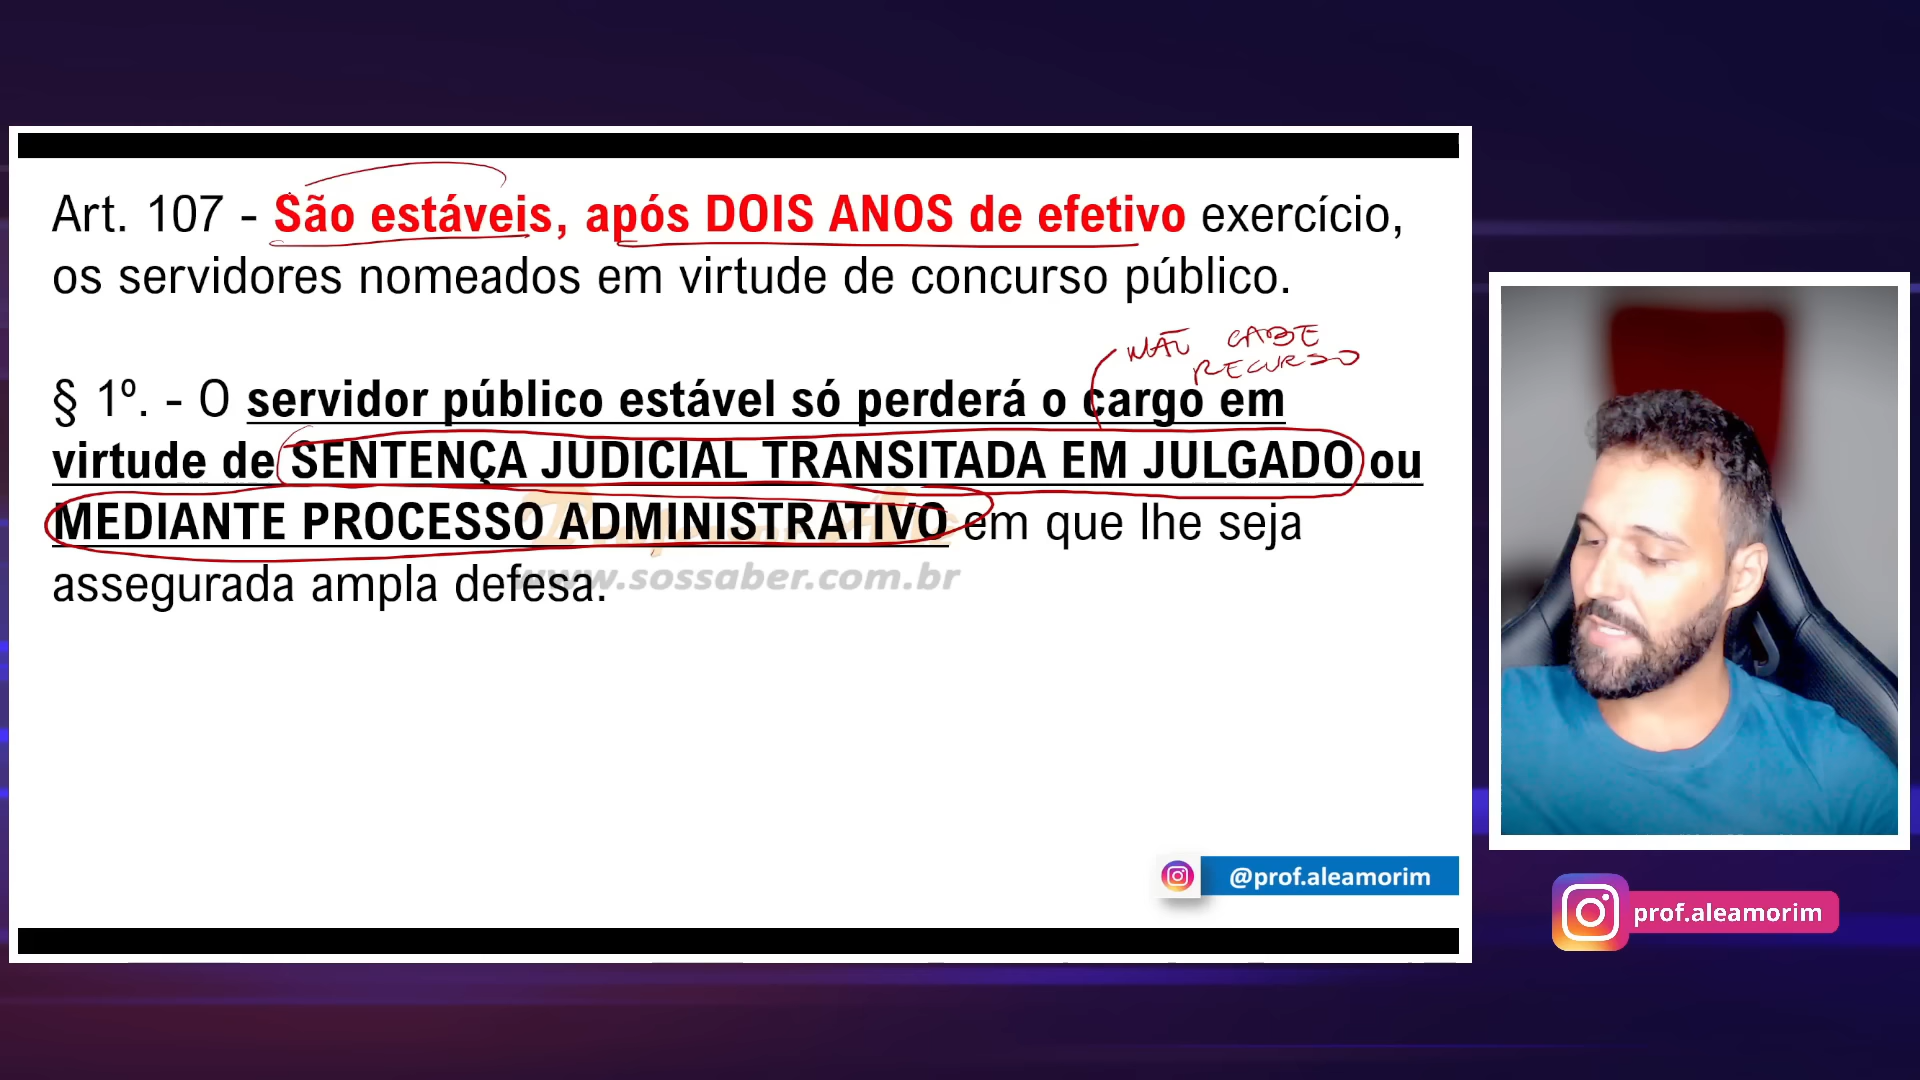 Art. 107 - São estáveis, após DOIS ANOS de efetivo exercício,
os servidores nomeados em virtude de concurso público.
NÃO CABE
RECURSO
§ 1º. - O servidor público estável só perderá o cargo em
virtude de SENTENÇA JUDICIAL TRANSITADA EM JULGADO ou
MEDIANTE PROCESSO ADMINISTRATIVO em que lhe seja
assegurada ampla defesa.
www.sossaber.com.br
@prof.aleamorim
prof.aleamorim